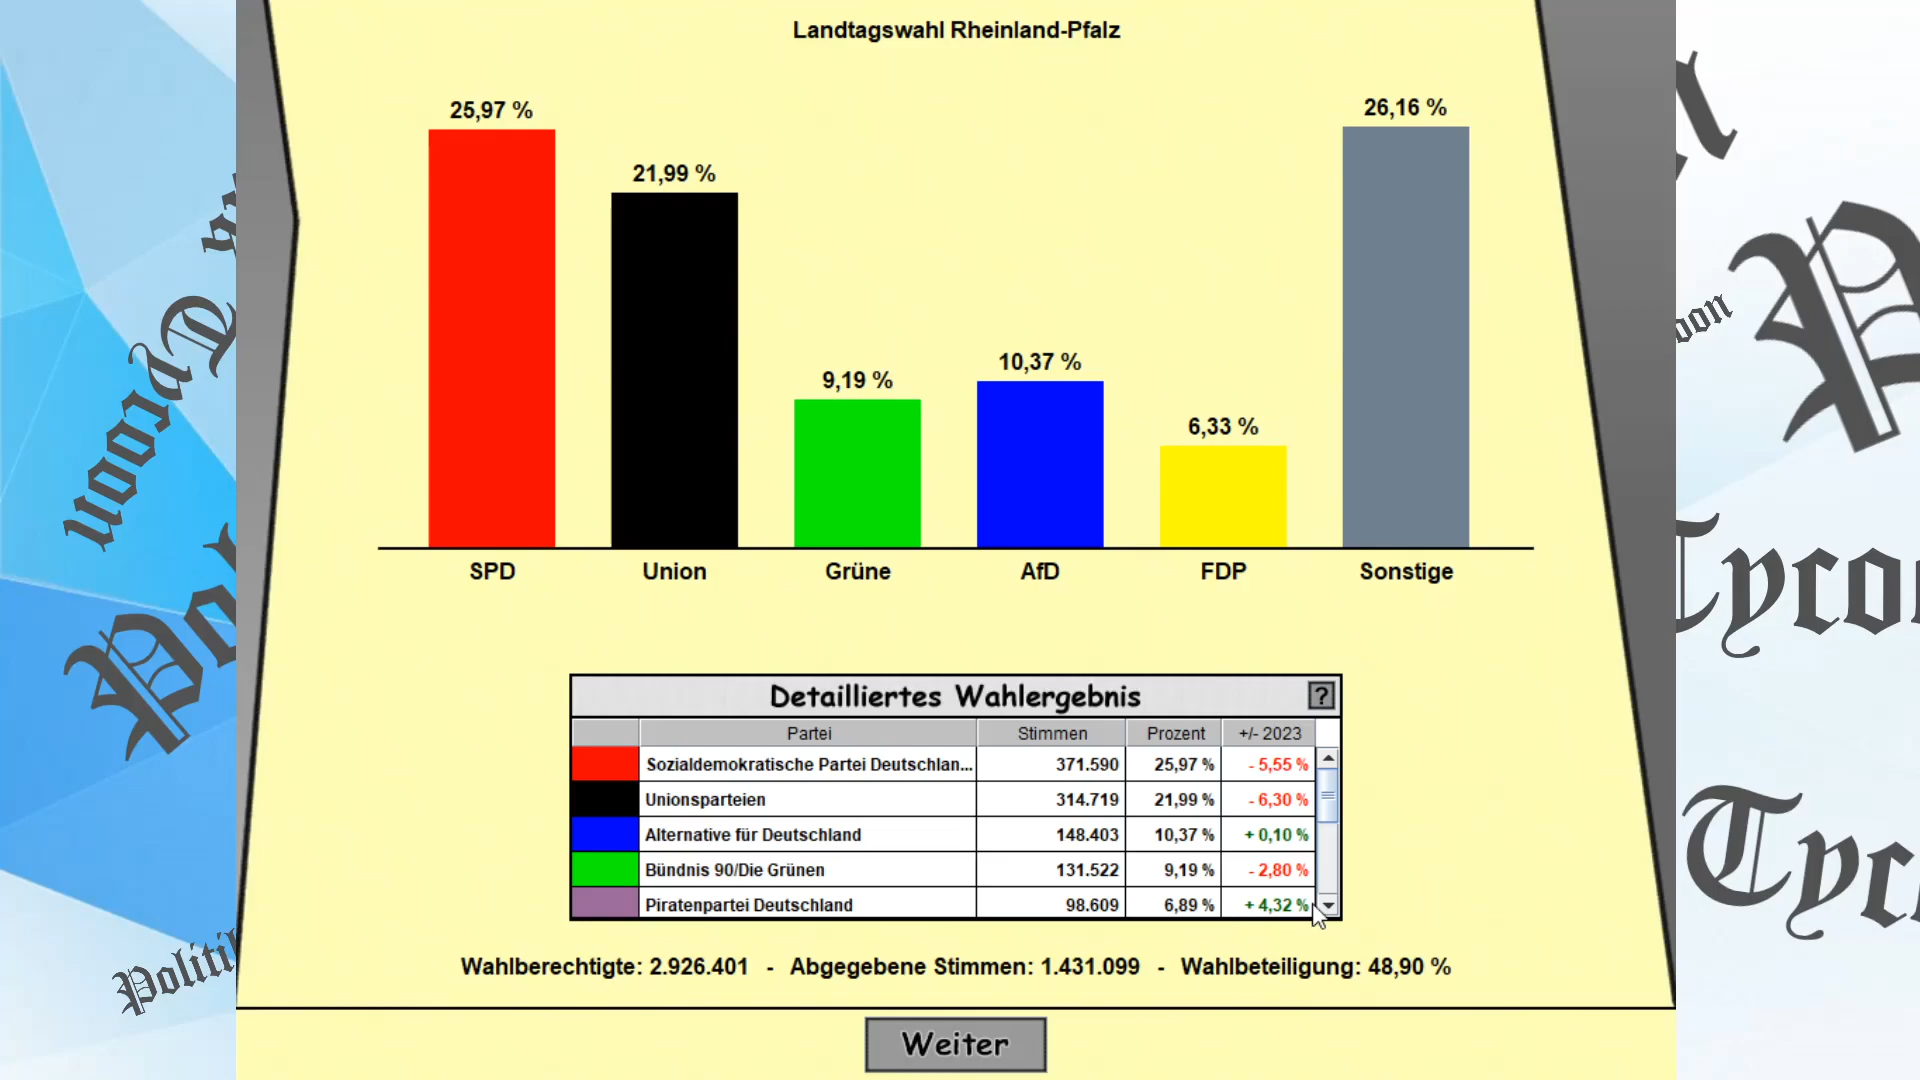 Landtagswahl Rheinland-Pfalz
25,97 %
21,99 %
9,19 %
10,37 %
6,33 %
26,16 %
SPD
Union
Grüne
AfD
FDP
Sonstige
Detailliertes Wahlergebnis
?
Partei Stimmen Prozent +/- 2023
Sozialdemokratische Partei Deutschlan... 371.590 25,97 % - 5,55 %
Unionsparteien 314.719 21,99 % - 6,30 %
Alternative für Deutschland 148.403 10,37 % + 0,10 %
Bündnis 90/Die Grünen 131.522 9,19 % - 2,80 %
Piratenpartei Deutschland 98.609 6,89 % + 4,32 %
Wahlberechtigte: 2.926.401 - Abgegebene Stimmen: 1.431.099 - Wahlbeteiligung: 48,90 %
Weiter
Tycoon
Politi
Tyco
Tyc